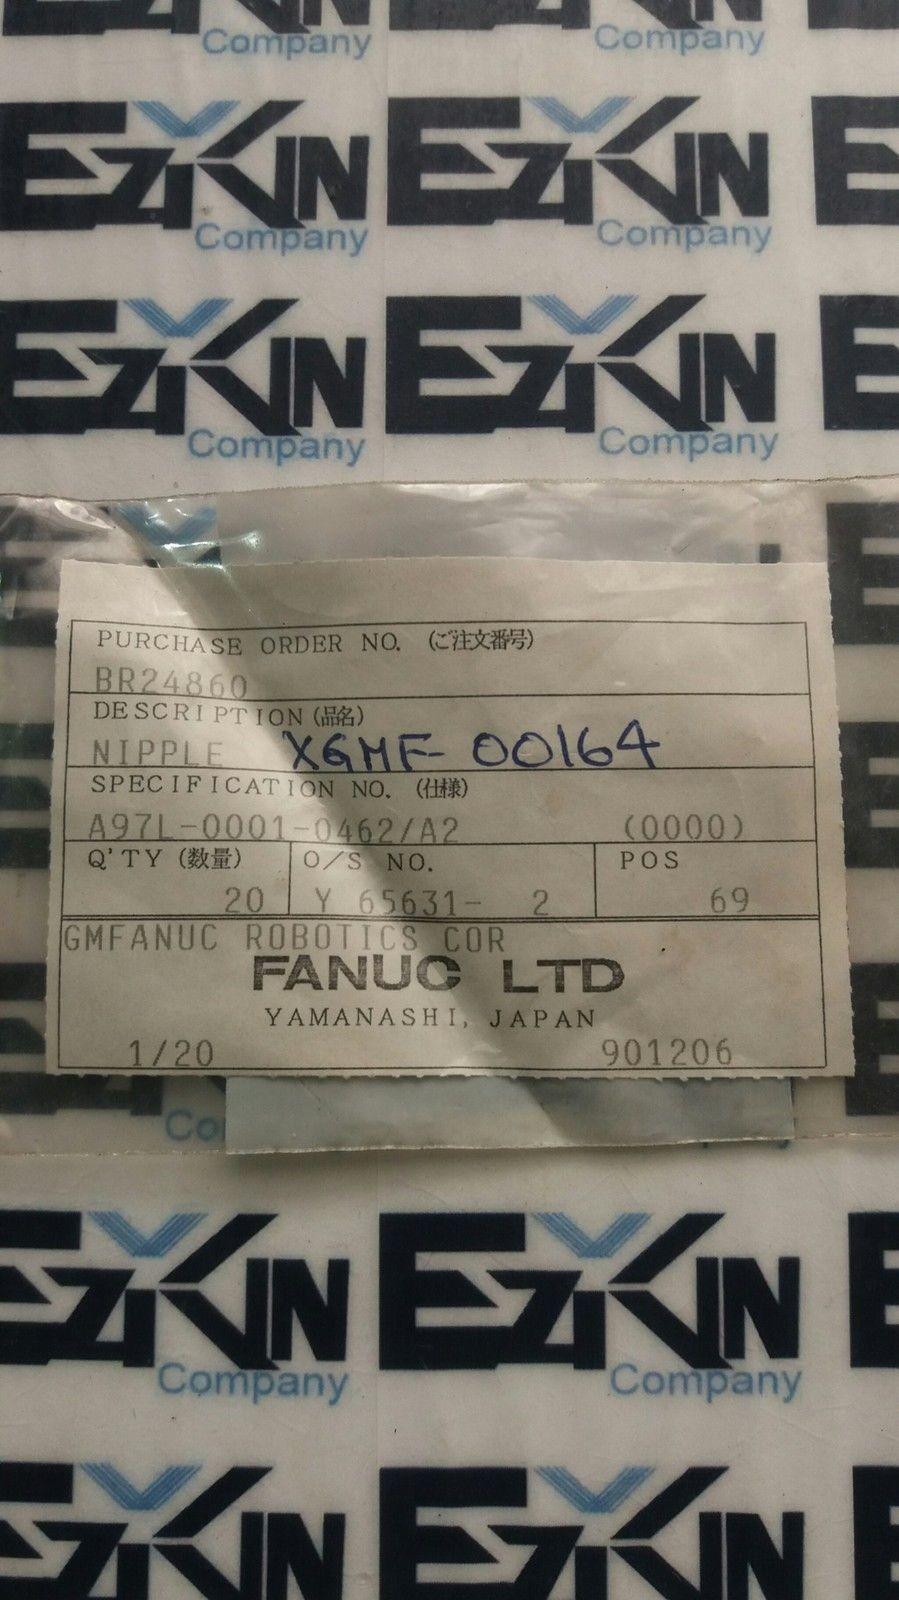 Company Company
EZKIN EZKIN
Company Company
EZKIN EZKIN
Company Company
PURCHASE ORDER NO. (ご注文番号)
BR24860
DESCRIPTION (品名)
NIPPLE XGMF-00164
SPECIFICATION NO. (仕様)
A97L-0001-0462/A2 (0000)
Q'TY (数量) O/S NO. POS
20 Y 65631- 2 69
GMFANUC ROBOTICS COR
FANUC LTD
YAMANASHI, JAPAN
1/20 901206
EZKIN EZKIN
Company Company
EZKIN EZKIN